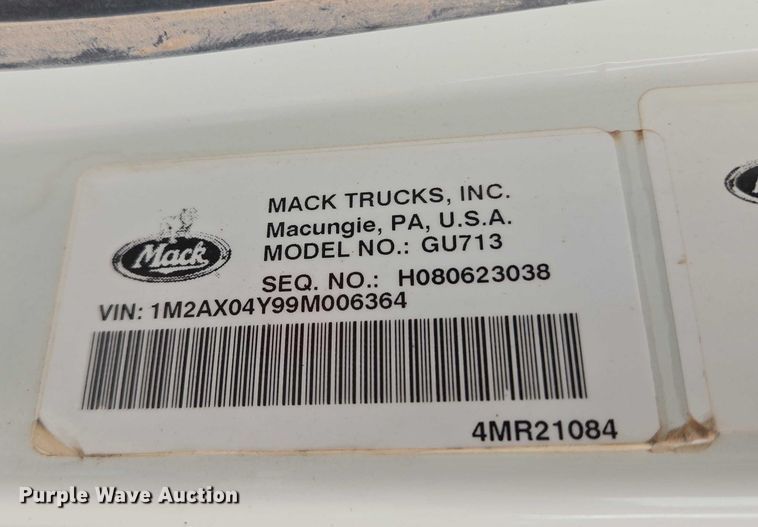 MACK TRUCKS, INC.
Macungie, PA, U.S.A.
MODEL NO.: GU713
Mack
SEQ. NO.: H080623038
VIN: 1M2AX04Y99M006364
4MR21084
Purple Wave Auction